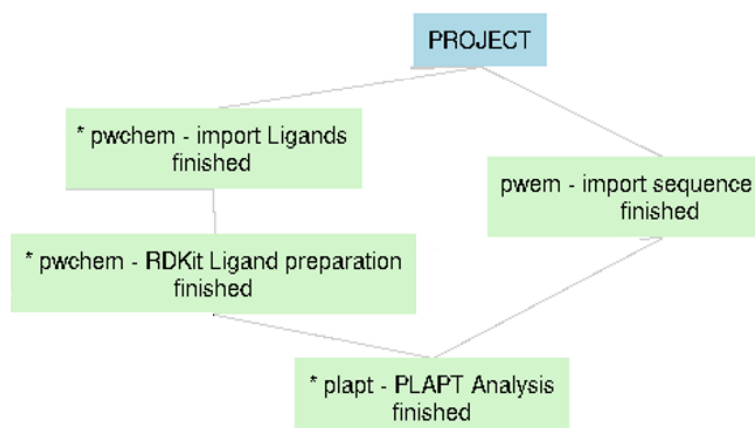 PROJECT
* pwchem - import Ligands
finished
pwem - import sequence
finished
* pwchem - RDKit Ligand preparation
finished
* plapt - PLAPT Analysis
finished